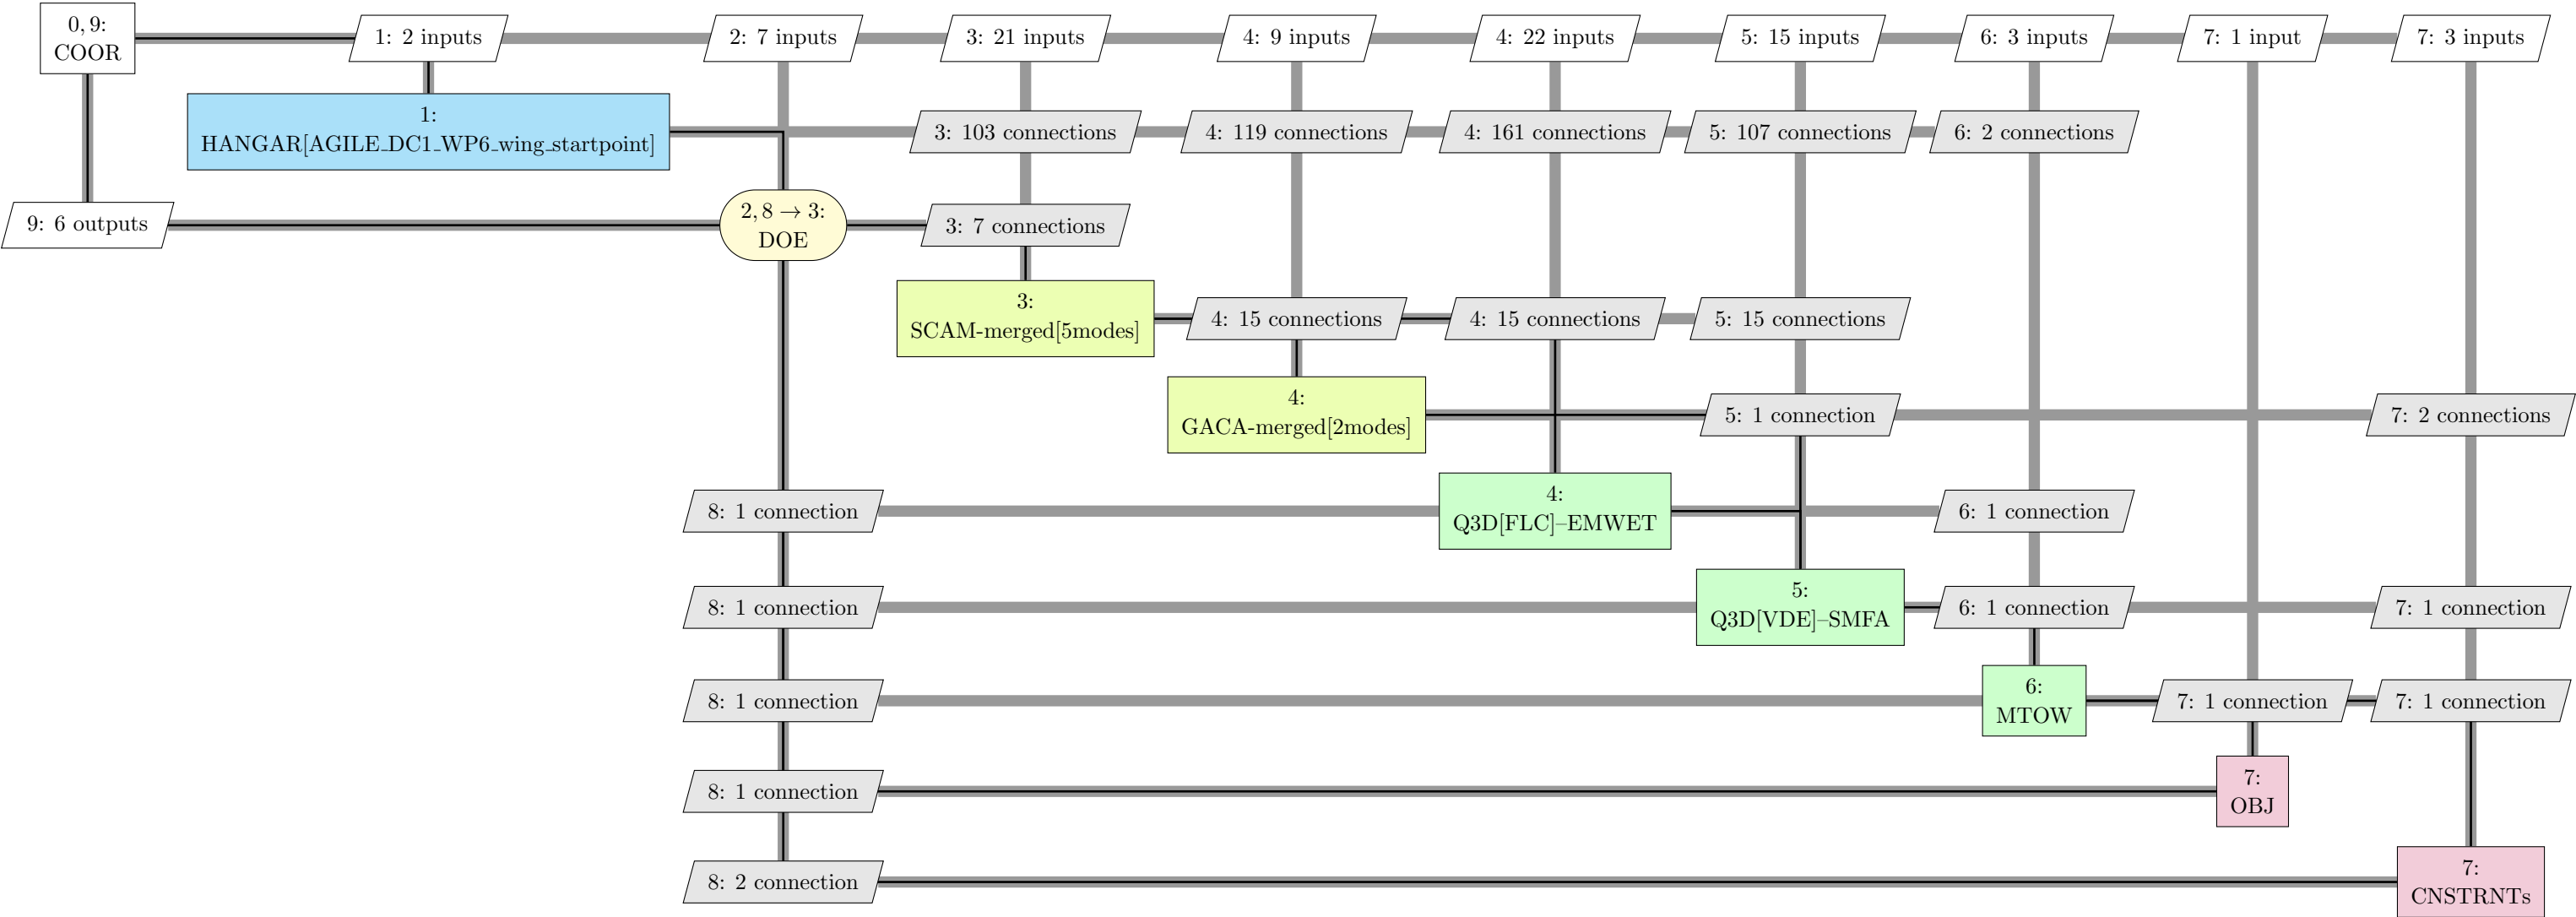 0, 9:
COOR
1: 2 inputs
2: 7 inputs
3: 21 inputs
4: 9 inputs
4: 22 inputs
5: 15 inputs
6: 3 inputs
7: 1 input
7: 3 inputs
1:
HANGAR[AGILE_DC1_WP6_wing_startpoint]
3: 103 connections
4: 119 connections
4: 161 connections
5: 107 connections
6: 2 connections
9: 6 outputs
2, 8 → 3:
DOE
3: 7 connections
3:
SCAM-merged[5modes]
4: 15 connections
4: 15 connections
5: 15 connections
4:
GACA-merged[2modes]
5: 1 connection
7: 2 connections
8: 1 connection
4:
Q3D[FLC]–EMWET
6: 1 connection
8: 1 connection
5:
Q3D[VDE]–SMFA
6: 1 connection
7: 1 connection
8: 1 connection
6:
MTOW
7: 1 connection
7: 1 connection
8: 1 connection
7:
OBJ
8: 2 connection
7:
CNSTRNTs